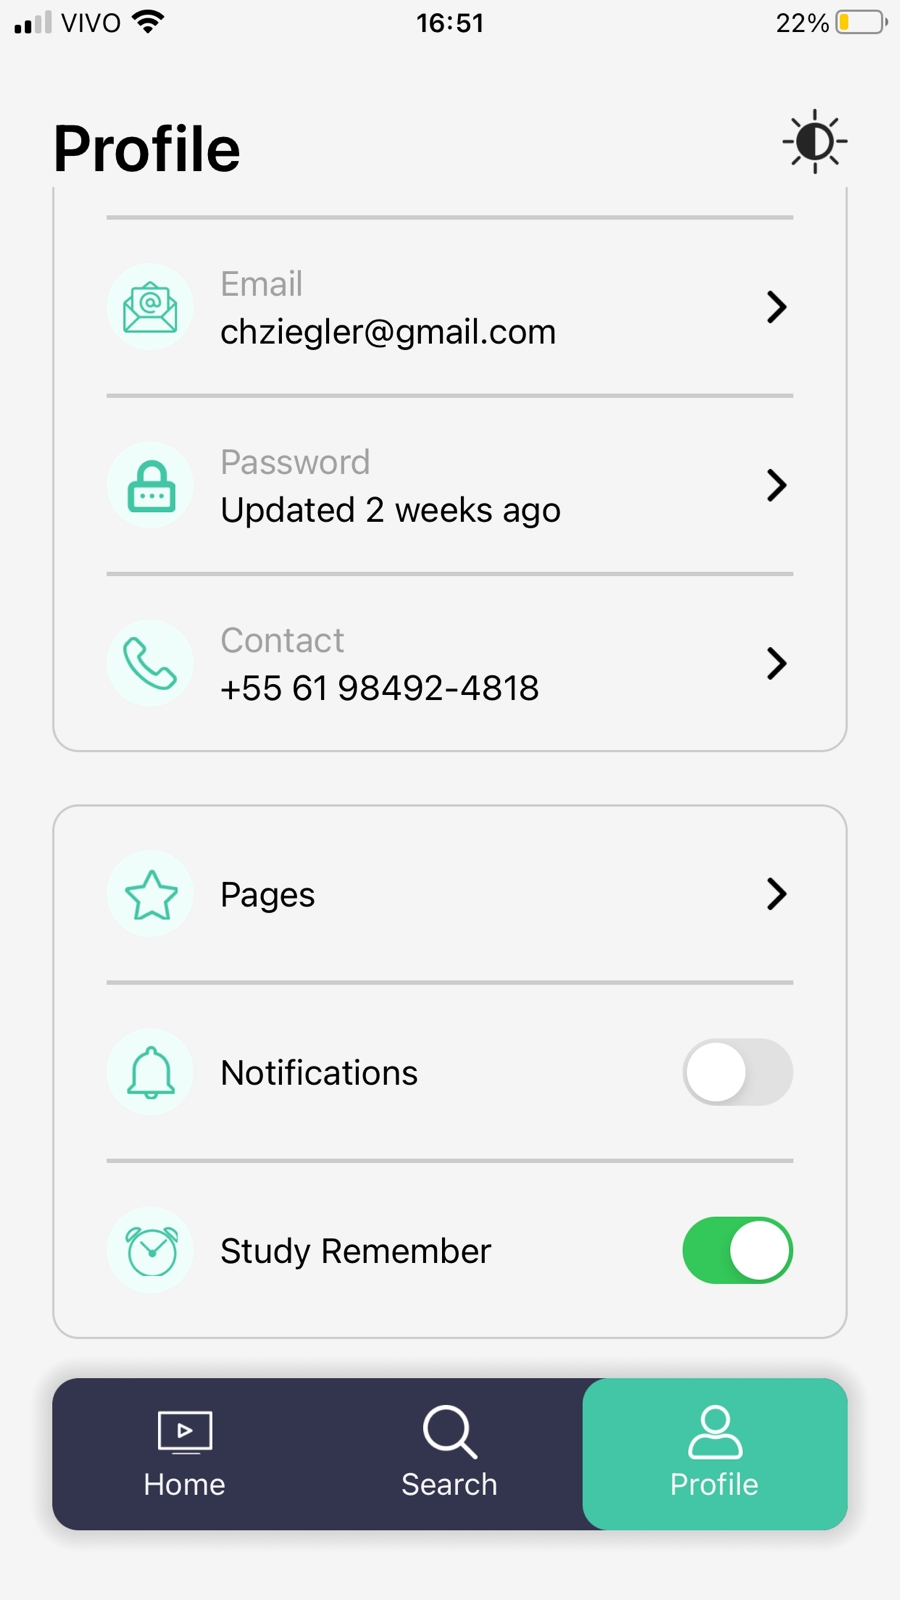 VIVO 16:51 22%
Profile
Email
chziegler@gmail.com
Password
Updated 2 weeks ago
Contact
+55 61 98492-4818
Pages
Notifications
Study Remember
Home Search Profile